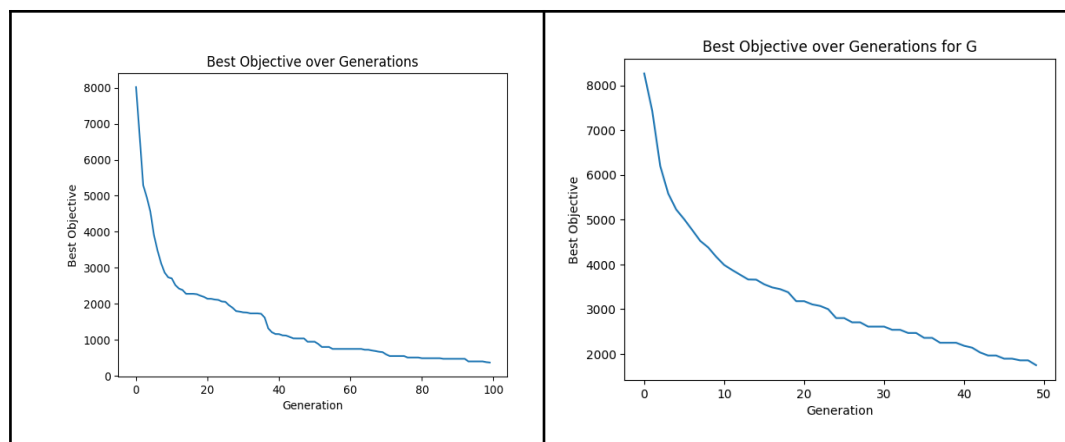 Best Objective over Generations
8000
7000
6000
5000
4000
3000
2000
1000
0
Best Objective
0 20 40 60 80 100
Generation
Best Objective over Generations for G
8000
7000
6000
5000
4000
3000
2000
Best Objective
0 10 20 30 40 50
Generation